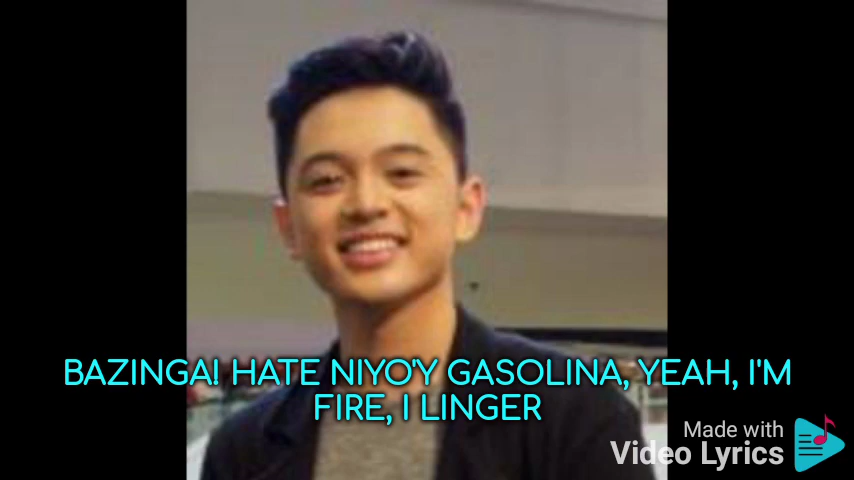 BAZINGA! HATE NIYO'Y GASOLINA, YEAH, I'M
FIRE, I LINGER
Made with
Video Lyrics